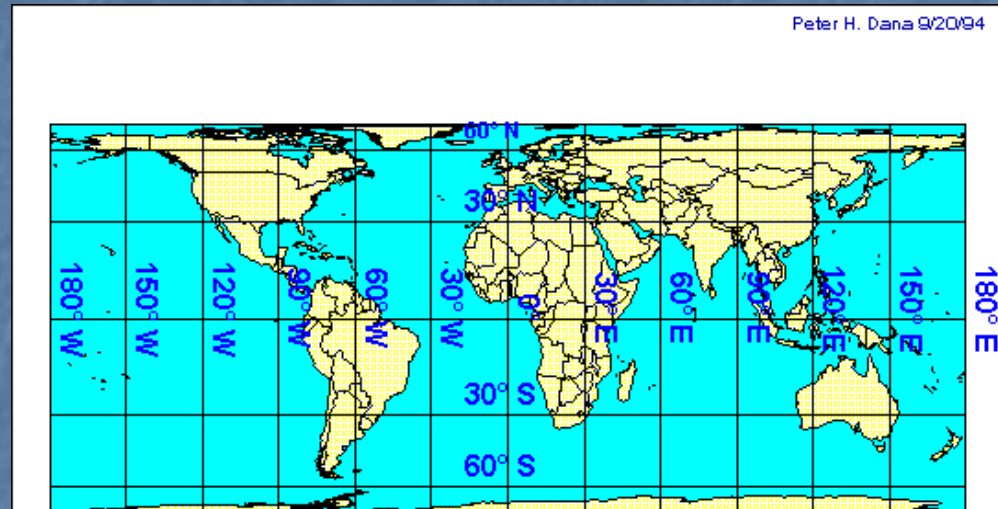 Peter H. Dana 9/20/94
60° N
30° N
180° W
150° W
120° W
90° W
60° W
30° W
0°
30° E
60° E
90° E
120° E
150° E
180° E
30° S
60° S